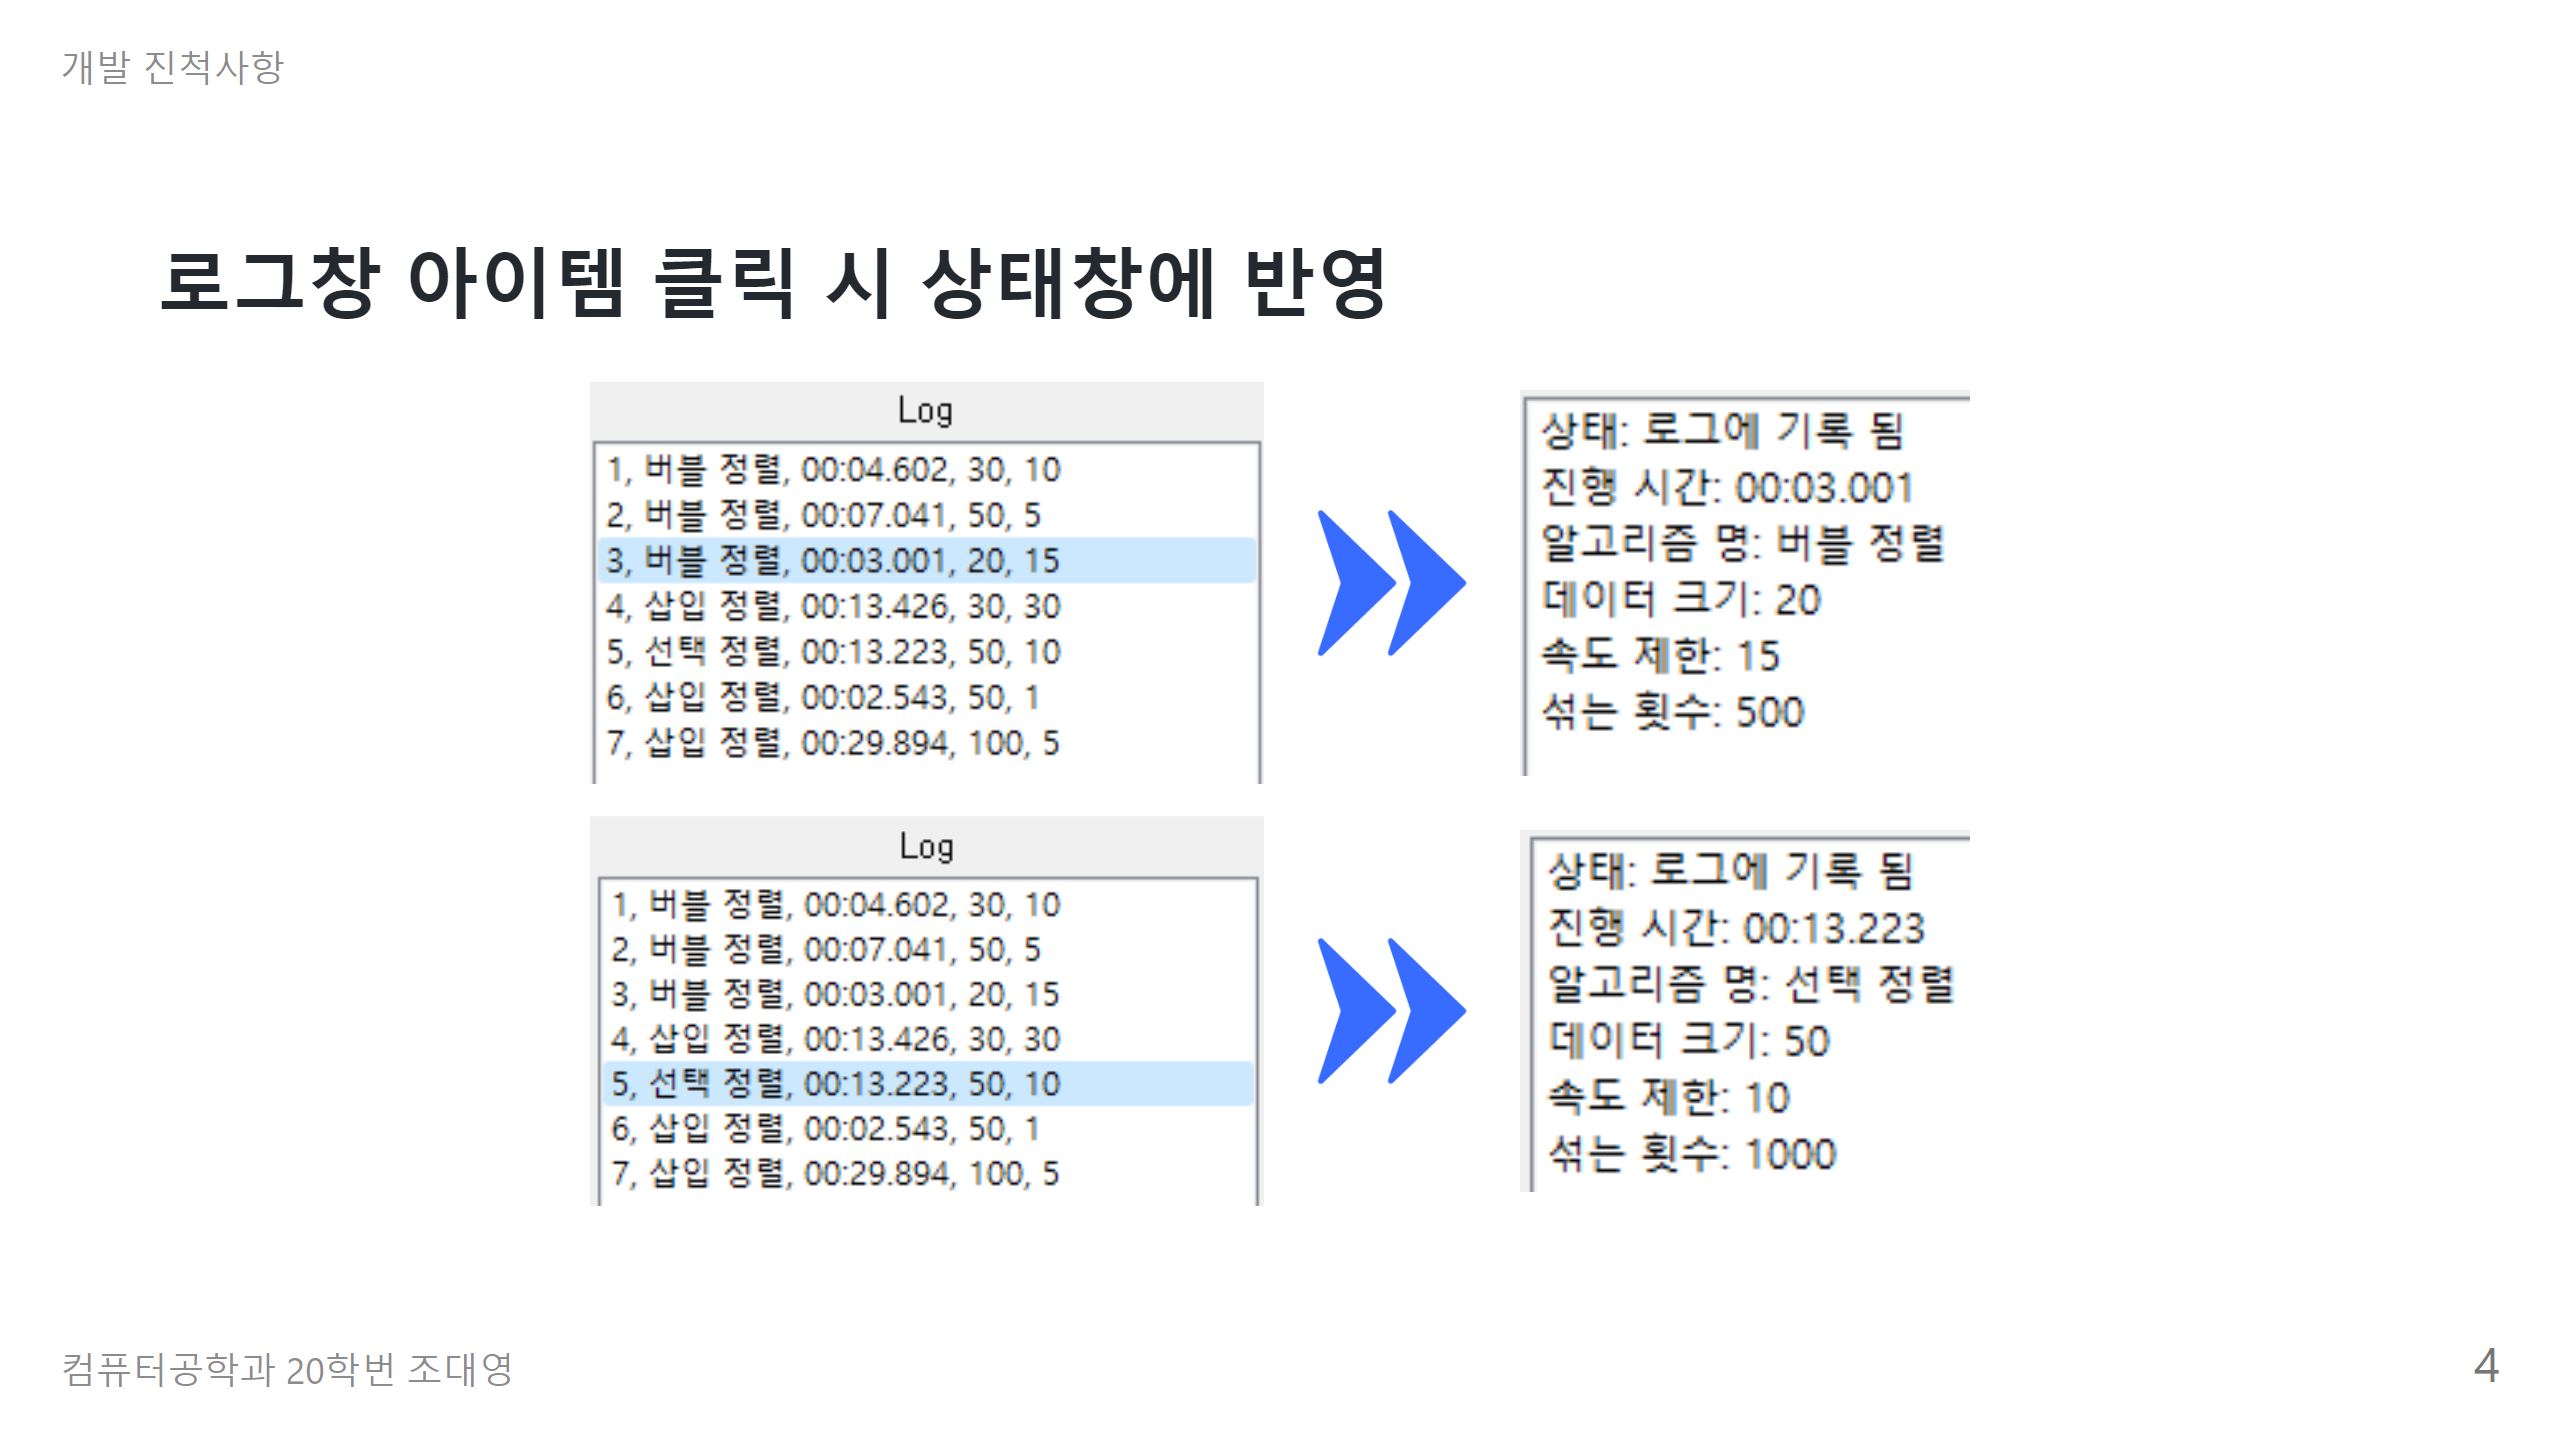 개발 진척사항
로그창 아이템 클릭 시 상태창에 반영
Log
1, 버블 정렬, 00:04.602, 30, 10
2, 버블 정렬, 00:07.041, 50, 5
3, 버블 정렬, 00:03.001, 20, 15
4, 삽입 정렬, 00:13.426, 30, 30
5, 선택 정렬, 00:13.223, 50, 10
6, 삽입 정렬, 00:02.543, 50, 1
7, 삽입 정렬, 00:29.894, 100, 5
상태: 로그에 기록 됨
진행 시간: 00:03.001
알고리즘 명: 버블 정렬
데이터 크기: 20
속도 제한: 15
섞는 횟수: 500
Log
1, 버블 정렬, 00:04.602, 30, 10
2, 버블 정렬, 00:07.041, 50, 5
3, 버블 정렬, 00:03.001, 20, 15
4, 삽입 정렬, 00:13.426, 30, 30
5, 선택 정렬, 00:13.223, 50, 10
6, 삽입 정렬, 00:02.543, 50, 1
7, 삽입 정렬, 00:29.894, 100, 5
상태: 로그에 기록 됨
진행 시간: 00:13.223
알고리즘 명: 선택 정렬
데이터 크기: 50
속도 제한: 10
섞는 횟수: 1000
컴퓨터공학과 20학번 조대영
4